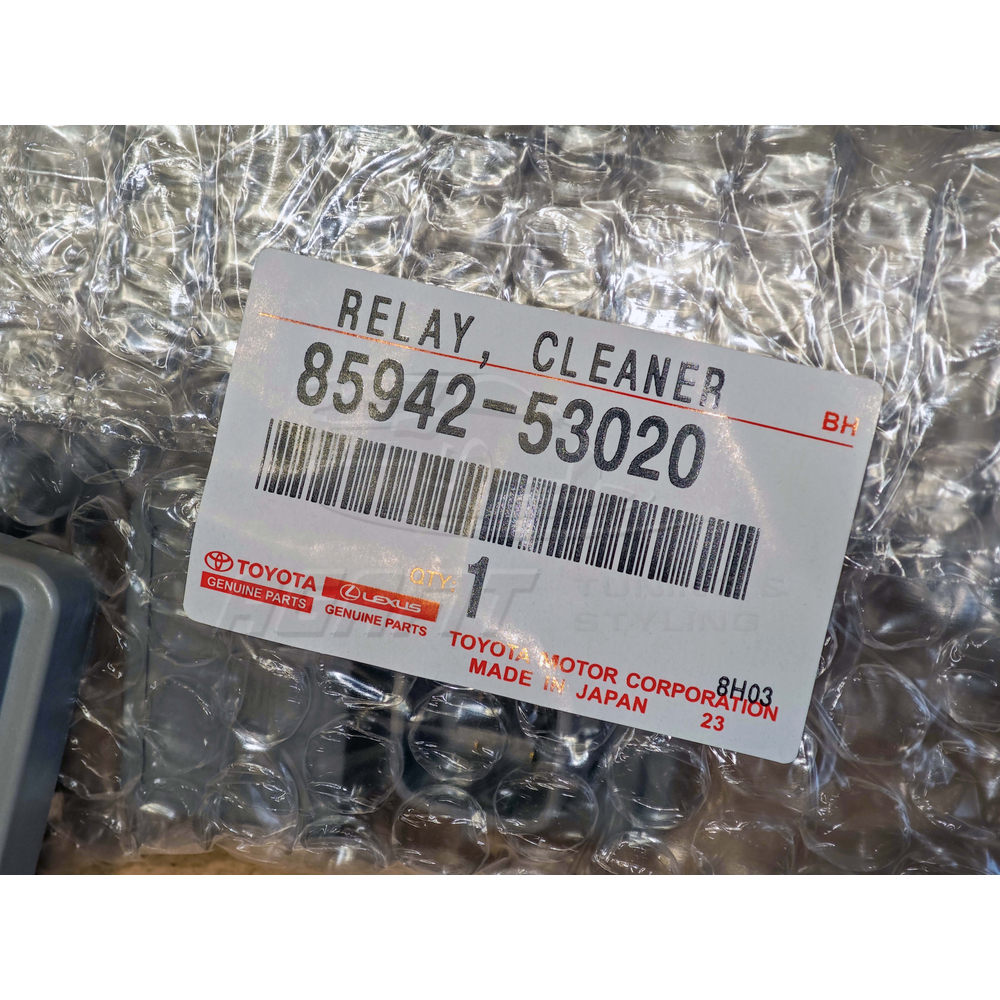 RELAY, CLEANER
85942-53020
BH
TOYOTA
GENUINE PARTS
LEXUS
GENUINE PARTS
QTY: 1
TOYOTA MOTOR CORPORATION
MADE IN JAPAN 23
8H03
STYLING